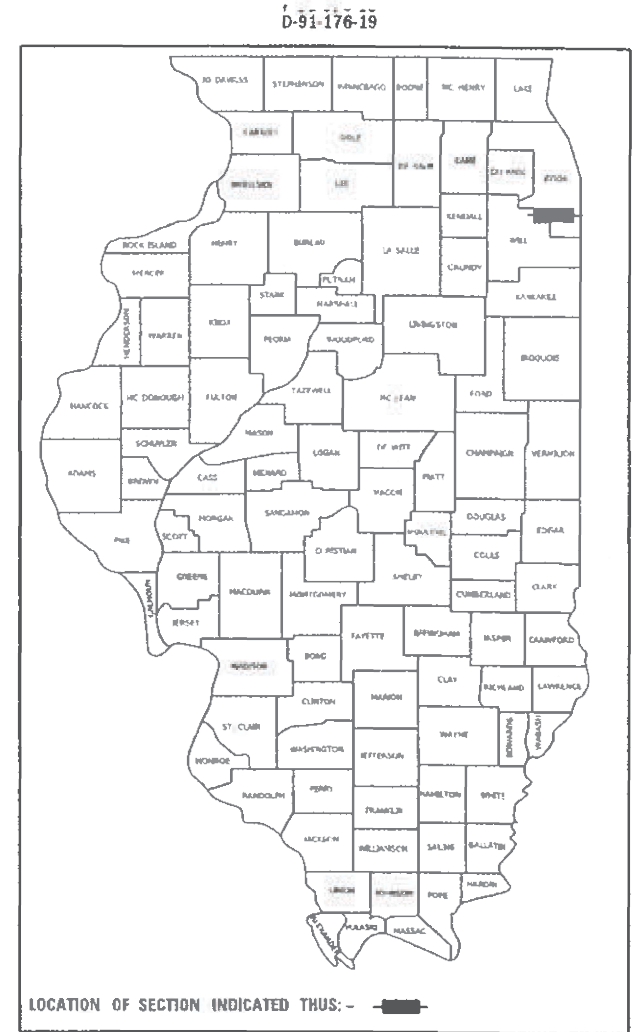 D-91-176-19
JO DAVIESS STEPHENSON WINNEBAGO BOONE MC HENRY LAKE
CARROLL OGLE
DE KALB KANE
DU PAGE COOK
WHITESIDE LEE
KENDALL WILL
ROCK ISLAND HENRY BUREAU LA SALLE
MERCER PUTNAM GRUNDY
STARK MARSHALL KANKAKEE
HENDERSON WARREN KNOX PEORIA WOODFORD LIVINGSTON
IROQUOIS
HANCOCK MC DONOUGH FULTON TAZEWELL MC LEAN FORD
SCHUYLER MASON LOGAN DE WITT CHAMPAIGN VERMILION
ADAMS BROWN CASS MENARD MACON PIATT
PIKE SCOTT MORGAN SANGAMON CHRISTIAN MOULTRIE DOUGLAS EDGAR
COLES
CALHOUN GREENE MACOUPIN MONTGOMERY SHELBY CUMBERLAND CLARK
JERSEY
FAYETTE EFFINGHAM JASPER CRAWFORD
MADISON BOND
CLAY RICHLAND LAWRENCE
CLINTON MARION
ST. CLAIR WASHINGTON WAYNE EDWARDS WABASH
MONROE JEFFERSON
RANDOLPH PERRY HAMILTON WHITE
FRANKLIN
JACKSON WILLIAMSON SALINE GALLATIN
UNION JOHNSON POPE HARDIN
ALEXANDER PULASKI MASSAC
LOCATION OF SECTION INDICATED THUS: -